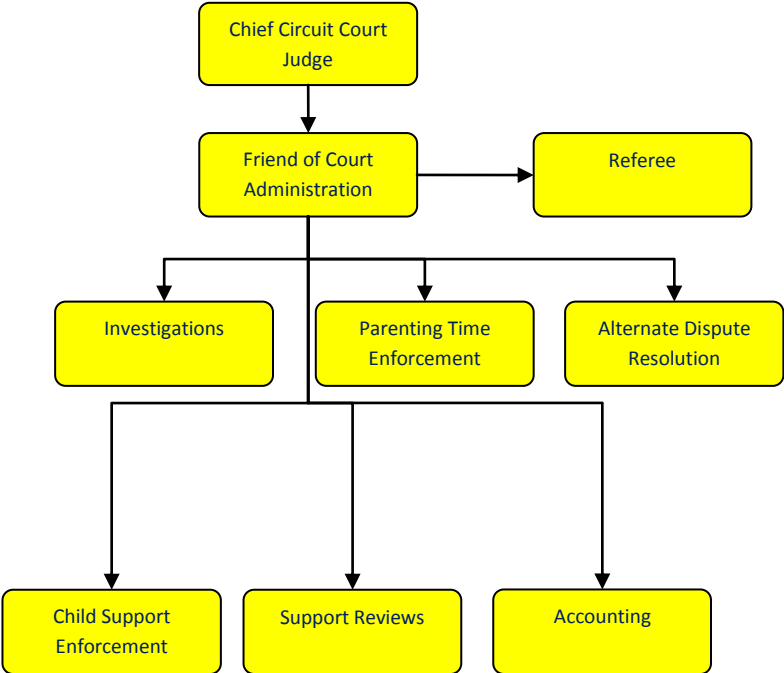 Chief Circuit Court
Judge
Friend of Court
Administration
Referee
Investigations
Parenting Time
Enforcement
Alternate Dispute
Resolution
Child Support
Enforcement
Support Reviews
Accounting